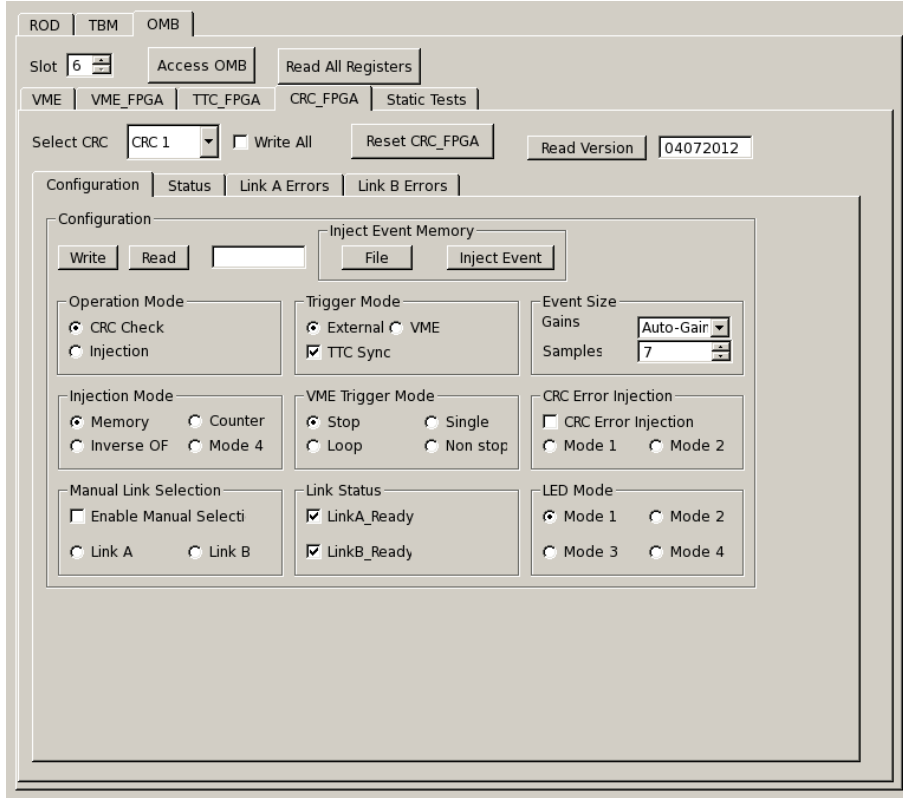 ROD TBM OMB
Slot 6 Access OMB Read All Registers
VME VME_FPGA TTC_FPGA CRC_FPGA Static Tests
Select CRC CRC 1 Write All Reset CRC_FPGA Read Version 04072012
Configuration Status Link A Errors Link B Errors
Configuration
Inject Event Memory
Write Read File Inject Event
Operation Mode
CRC Check
Injection
Trigger Mode
External VME
TTC Sync
Event Size
Gains Auto-Gain
Samples 7
Injection Mode
Memory Counter
Inverse OF Mode 4
VME Trigger Mode
Stop Single
Loop Non stop
CRC Error Injection
CRC Error Injection
Mode 1 Mode 2
Manual Link Selection
Enable Manual Selecti
Link A Link B
Link Status
LinkA_Ready
LinkB_Ready
LED Mode
Mode 1 Mode 2
Mode 3 Mode 4